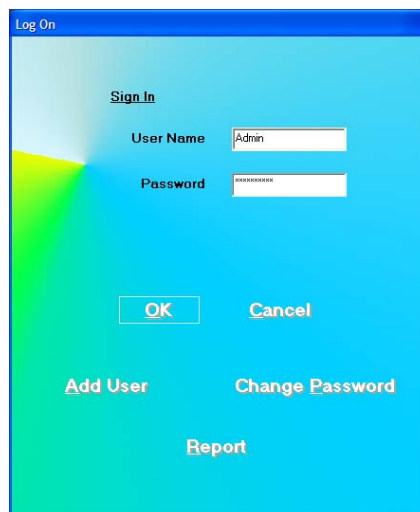 Log On
Sign In
User Name Admin
Password **********
OK Cancel
Add User Change Password
Report